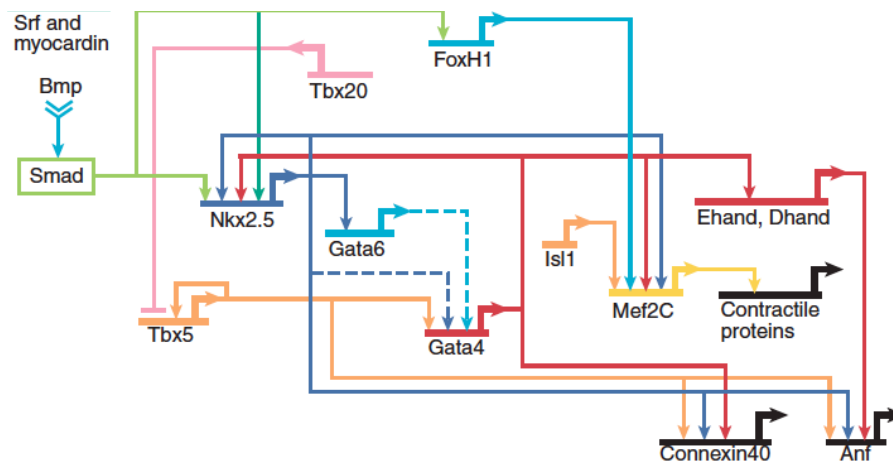 Srf and
myocardin
FoxH1
Tbx20
Bmp
Smad
Nkx2.5
Ehand, Dhand
Gata6
Isl1
Mef2C
Contractile
proteins
Tbx5
Gata4
Connexin40
Anf